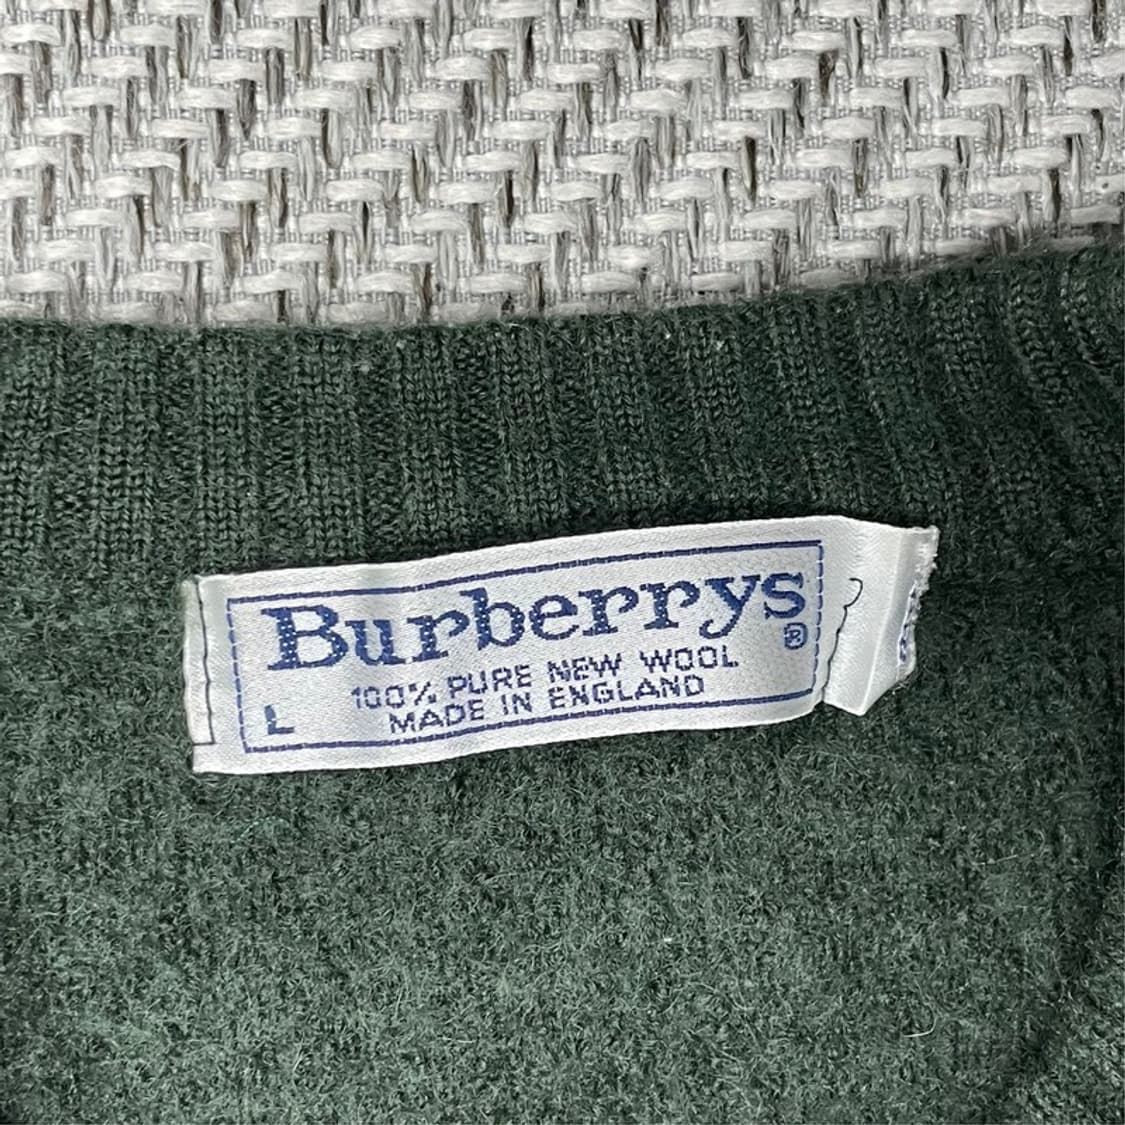 Burberrys®
100% PURE NEW WOOL
L MADE IN ENGLAND